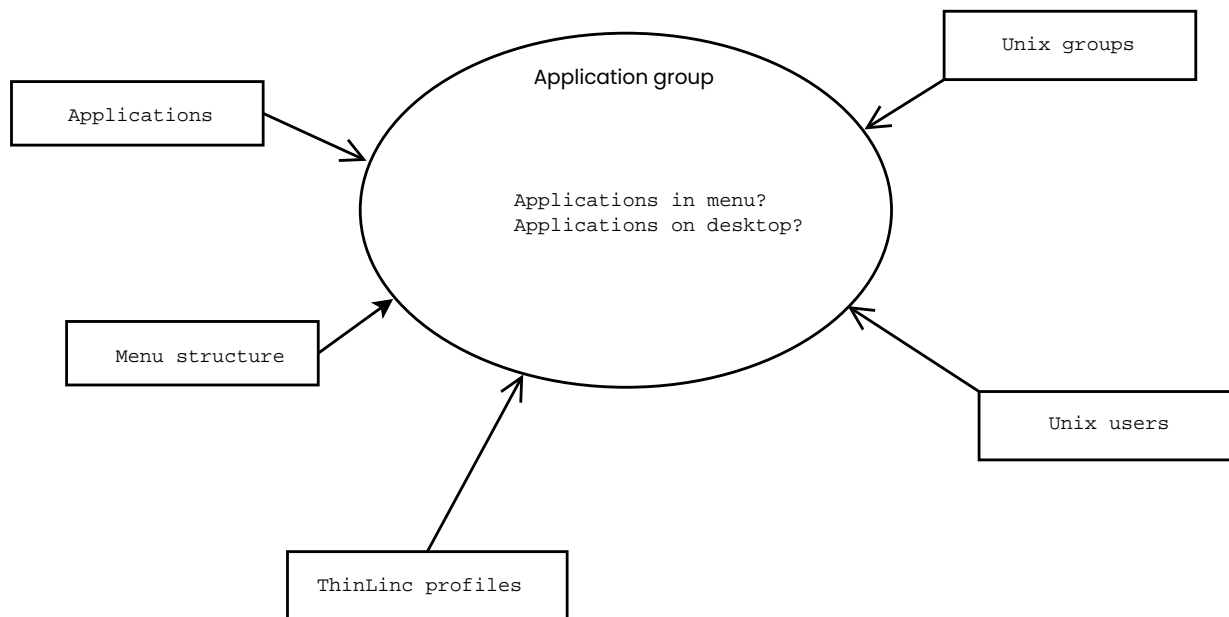 Unix groups
Application group
Applications
Applications in menu?
Applications on desktop?
Menu structure
Unix users
ThinLinc profiles